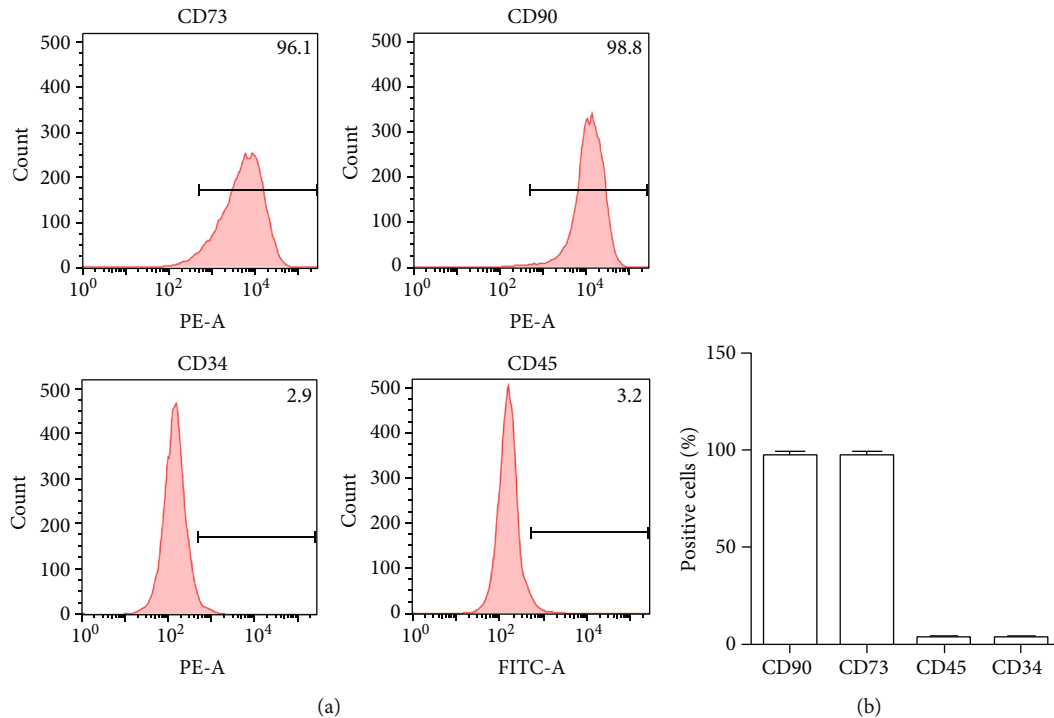 CD73
96.1
500
400
300
200
100
0
Count
10^0
10^2
10^4
PE-A
CD90
98.8
500
400
300
200
100
0
Count
10^0
10^2
10^4
PE-A
CD34
2.9
500
400
300
200
100
0
Count
10^0
10^2
10^4
PE-A
CD45
3.2
500
400
300
200
100
0
Count
10^0
10^2
10^4
FITC-A
(a)
150
100
50
0
Positive cells (%)
CD90 CD73 CD45 CD34
(b)